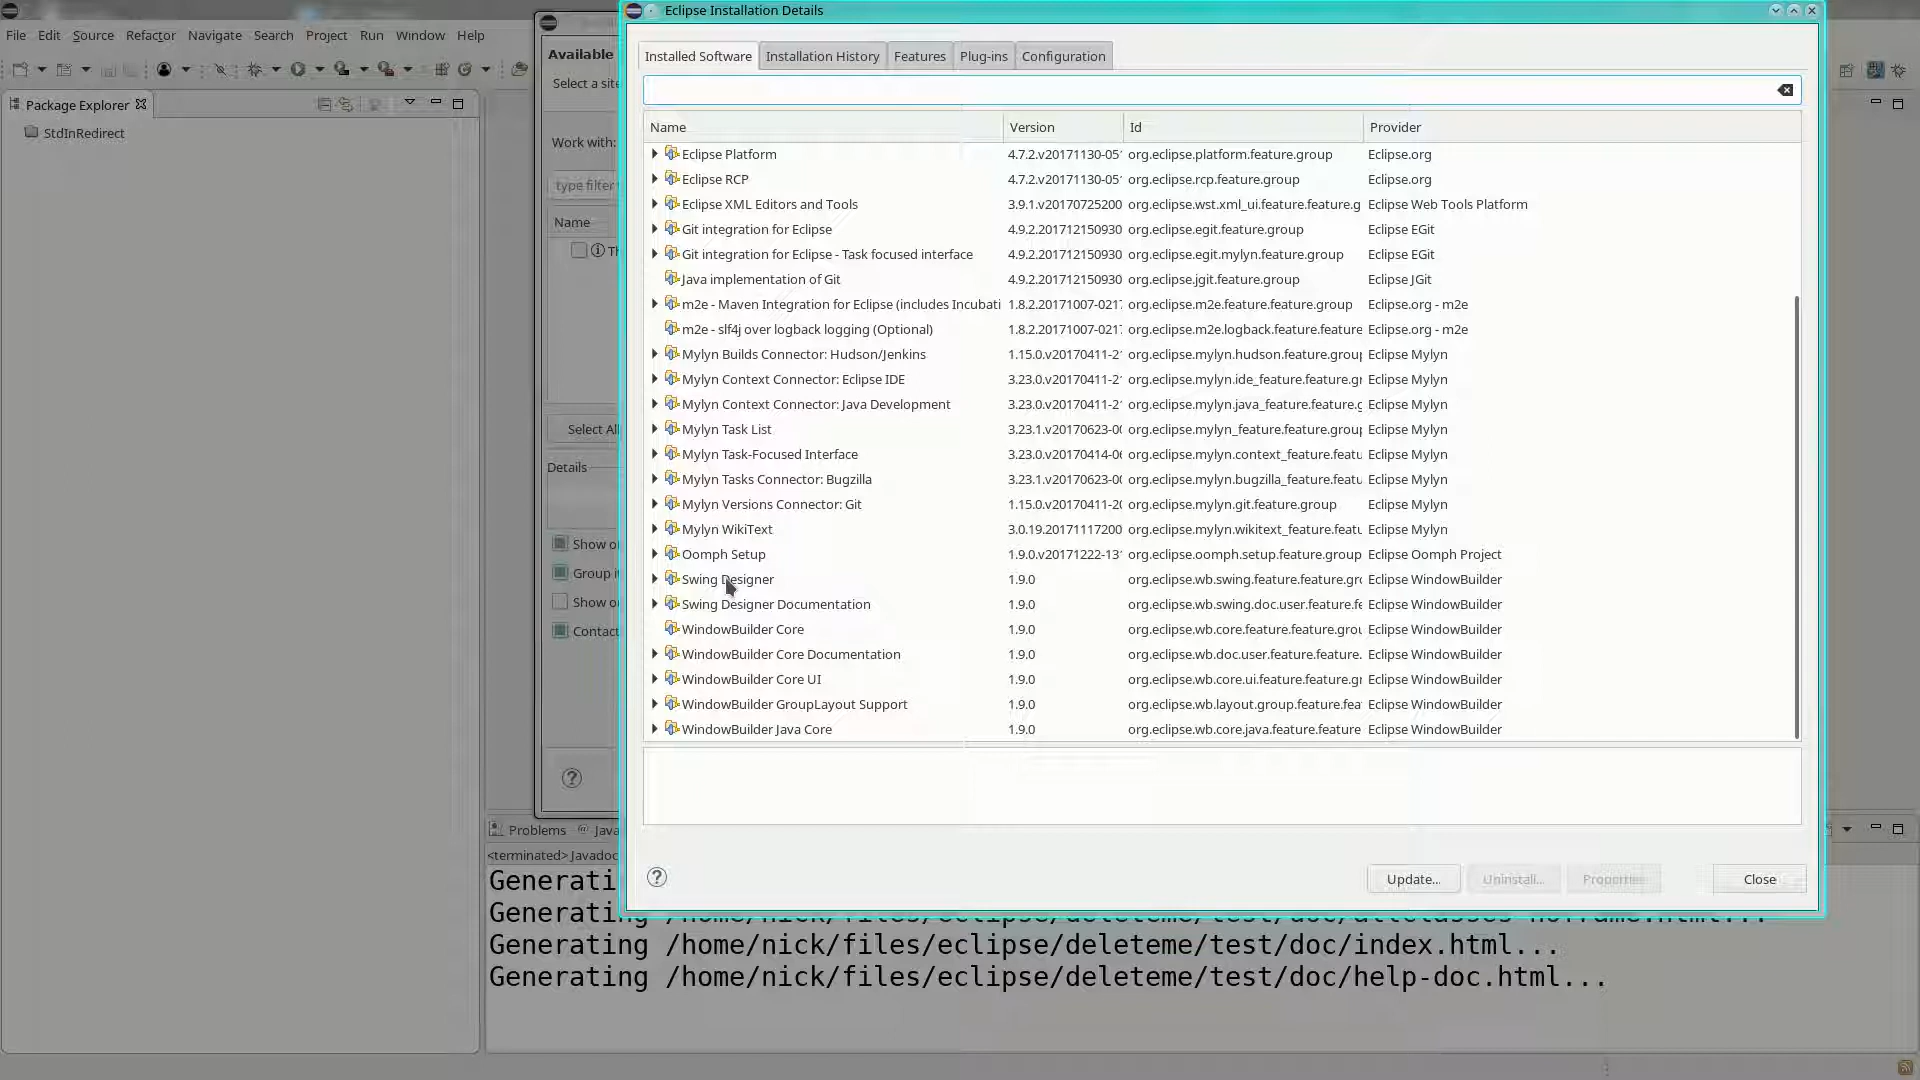 Eclipse Installation Details
File Edit Source Refactor Navigate Search Project Run Window Help
Package Explorer
StdInRedirect
Available
Select a site
Work with:
type filter
Name
Select All
Details
Show o
Group i
Show o
Contact
Installed Software Installation History Features Plug-ins Configuration
Name Version Id Provider
Eclipse Platform 4.7.2.v20171130-05 org.eclipse.platform.feature.group Eclipse.org
Eclipse RCP 4.7.2.v20171130-05 org.eclipse.rcp.feature.group Eclipse.org
Eclipse XML Editors and Tools 3.9.1.v20170725200 org.eclipse.wst.xml_ui.feature.feature.g Eclipse Web Tools Platform
Git integration for Eclipse 4.9.2.201712150930 org.eclipse.egit.feature.group Eclipse EGit
Git integration for Eclipse - Task focused interface 4.9.2.201712150930 org.eclipse.egit.mylyn.feature.group Eclipse EGit
Java implementation of Git 4.9.2.201712150930 org.eclipse.jgit.feature.group Eclipse JGit
m2e - Maven Integration for Eclipse (includes Incubati 1.8.2.20171007-0217 org.eclipse.m2e.feature.feature.group Eclipse.org - m2e
m2e - slf4j over logback logging (Optional) 1.8.2.20171007-0217 org.eclipse.m2e.logback.feature.feature Eclipse.org - m2e
Mylyn Builds Connector: Hudson/Jenkins 1.15.0.v20170411-2 org.eclipse.mylyn.hudson.feature.group Eclipse Mylyn
Mylyn Context Connector: Eclipse IDE 3.23.0.v20170411-2 org.eclipse.mylyn.ide_feature.feature.gr Eclipse Mylyn
Mylyn Context Connector: Java Development 3.23.0.v20170411-2 org.eclipse.mylyn.java_feature.feature.g Eclipse Mylyn
Mylyn Task List 3.23.1.v20170623-00 org.eclipse.mylyn_feature.feature.group Eclipse Mylyn
Mylyn Task-Focused Interface 3.23.0.v20170414-06 org.eclipse.mylyn.context_feature.featu Eclipse Mylyn
Mylyn Tasks Connector: Bugzilla 3.23.1.v20170623-00 org.eclipse.mylyn.bugzilla_feature.featu Eclipse Mylyn
Mylyn Versions Connector: Git 1.15.0.v20170411-20 org.eclipse.mylyn.git.feature.group Eclipse Mylyn
Mylyn WikiText 3.0.19.20171117200 org.eclipse.mylyn.wikitext_feature.featu Eclipse Mylyn
Oomph Setup 1.9.0.v20171222-13 org.eclipse.oomph.setup.feature.group Eclipse Oomph Project
Swing Designer 1.9.0 org.eclipse.wb.swing.feature.feature.gro Eclipse WindowBuilder
Swing Designer Documentation 1.9.0 org.eclipse.wb.swing.doc.user.feature.fe Eclipse WindowBuilder
WindowBuilder Core 1.9.0 org.eclipse.wb.core.feature.feature.grou Eclipse WindowBuilder
WindowBuilder Core Documentation 1.9.0 org.eclipse.wb.doc.user.feature.feature. Eclipse WindowBuilder
WindowBuilder Core UI 1.9.0 org.eclipse.wb.core.ui.feature.feature.gr Eclipse WindowBuilder
WindowBuilder GroupLayout Support 1.9.0 org.eclipse.wb.layout.group.feature.fea Eclipse WindowBuilder
WindowBuilder Java Core 1.9.0 org.eclipse.wb.core.java.feature.feature Eclipse WindowBuilder
Update... Uninstall... Properties Close
Problems @ Java
<terminated> Javadoc
Generati
Generating /home/nick/files/eclipse/deleteme/test/doc/allclasses-noframe.html...
Generating /home/nick/files/eclipse/deleteme/test/doc/index.html...
Generating /home/nick/files/eclipse/deleteme/test/doc/help-doc.html...